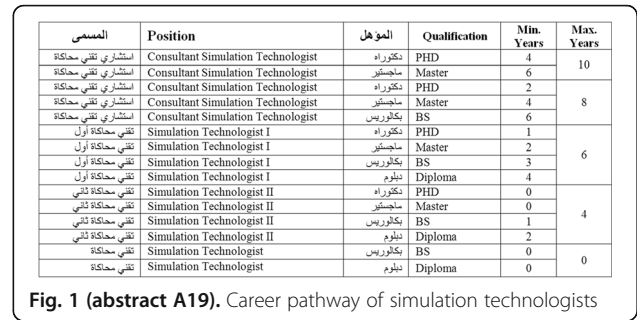 المسمى Position المؤهل Qualification Min. Years Max. Years
استشاري تقني محاكاة Consultant Simulation Technologist دكتوراه PHD 4 10
استشاري تقني محاكاة Consultant Simulation Technologist ماجستير Master 6
استشاري تقني محاكاة Consultant Simulation Technologist دكتوراه PHD 2 8
استشاري تقني محاكاة Consultant Simulation Technologist ماجستير Master 4
استشاري تقني محاكاة Consultant Simulation Technologist بكالوريس BS 6
تقني محاكاة أول Simulation Technologist I دكتوراه PHD 1 6
تقني محاكاة أول Simulation Technologist I ماجستير Master 2
تقني محاكاة أول Simulation Technologist I بكالوريس BS 3
تقني محاكاة أول Simulation Technologist I دبلوم Diploma 4
تقني محاكاة ثاني Simulation Technologist II دكتوراه PHD 0 4
تقني محاكاة ثاني Simulation Technologist II ماجستير Master 0
تقني محاكاة ثاني Simulation Technologist II بكالوريس BS 1
تقني محاكاة ثاني Simulation Technologist II دبلوم Diploma 2
تقني محاكاة Simulation Technologist بكالوريس BS 0 0
تقني محاكاة Simulation Technologist دبلوم Diploma 0
Fig. 1 (abstract A19). Career pathway of simulation technologists